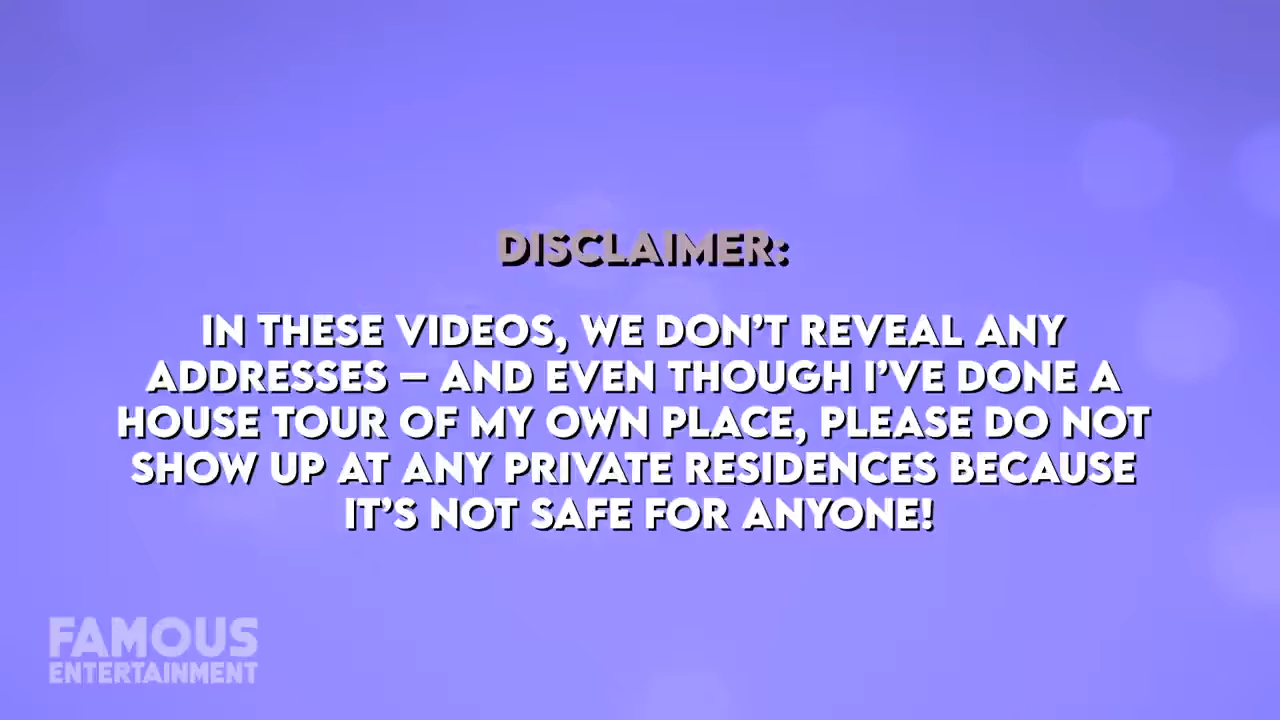 DISCLAIMER:
IN THESE VIDEOS, WE DON'T REVEAL ANY
ADDRESSES – AND EVEN THOUGH I'VE DONE A
HOUSE TOUR OF MY OWN PLACE, PLEASE DO NOT
SHOW UP AT ANY PRIVATE RESIDENCES BECAUSE
IT'S NOT SAFE FOR ANYONE!
FAMOUS
ENTERTAINMENT